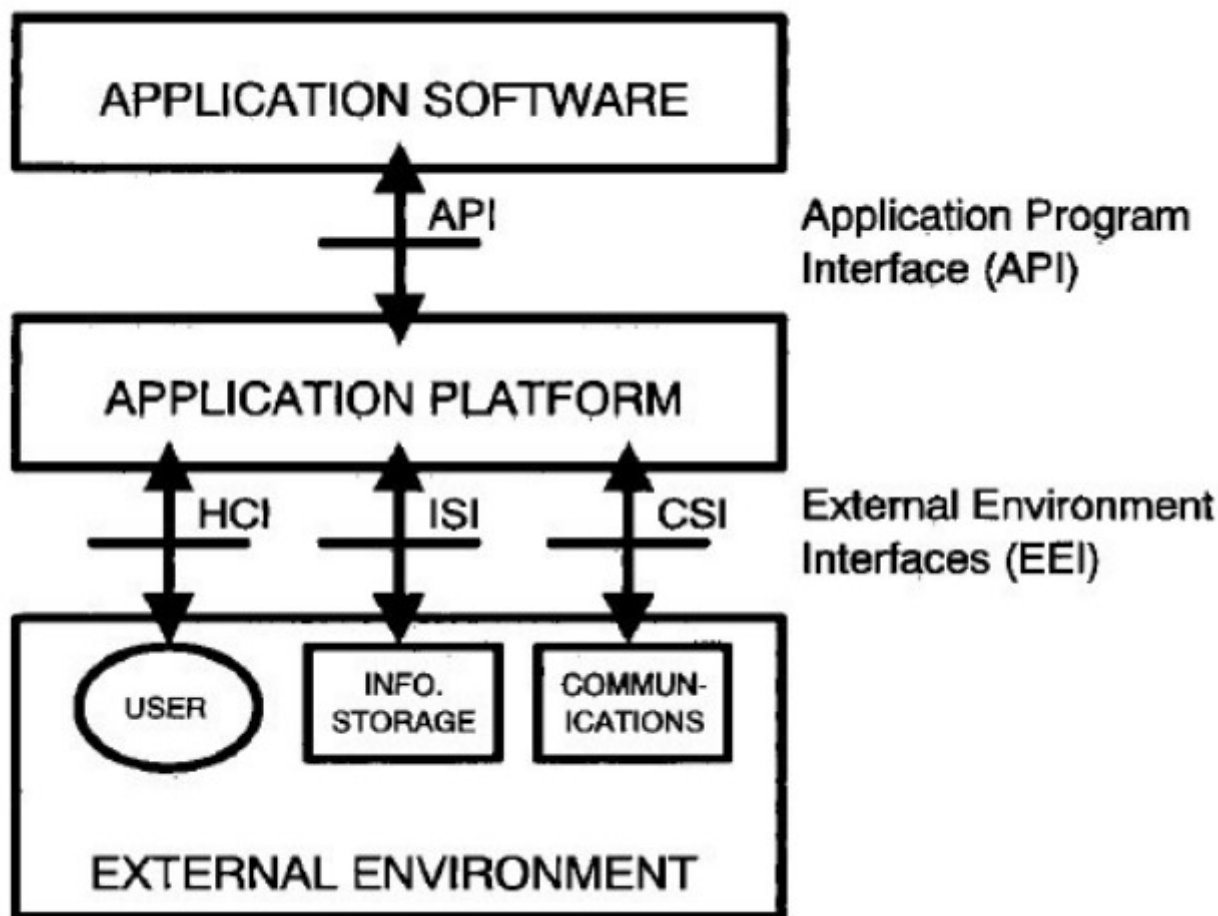 APPLICATION SOFTWARE
API
Application Program
Interface (API)
APPLICATION PLATFORM
HCI
ISI
CSI
External Environment
Interfaces (EEI)
USER
INFO.
STORAGE
COMMUN-
ICATIONS
EXTERNAL ENVIRONMENT